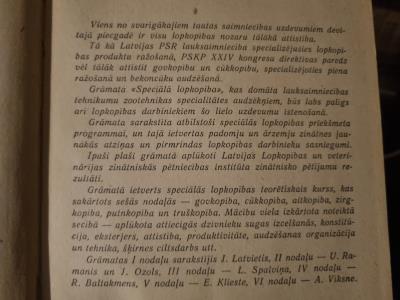 Viens no svarīgākajiem tautas saimniecības uzdevumiem devī-
tajā piecgadē ir visu lopkopības nozaru tālākā attīstība.
Tā kā Latvijas PSR lauksaimniecība specializējusies lopkopī-
bas produktu ražošanā, PSKP XXIV kongresa direktīvas paredz
vēl tālāk attīstīt govkopību un cūkkopību, specializējoties piena
ražošanā un bekoncūku audzēšanā.
Grāmata «Speciālā lopkopība», kas domāta lauksaimniecības
tehnikumu zootehnikas specialitātes audzēkņiem, būs labs palīgs
arī lopkopības darbiniekiem šo lielo uzdevumu īstenošanā.
Grāmata sarakstīta atbilstoši speciālās lopkopības priekšmeta
programmai, un tajā ietvertas padomju un ārzemju zinātnes jaun-
ākās atziņas un pirmrindas lopkopības darbinieku sasniegumi.
Īpaši plaši grāmatā aplūkoti Latvijas Lopkopības un veteri-
nārijas zinātniskās pētniecības institūta zinātnisko pētījumu re-
zultāti.
Grāmatā ietverts speciālās lopkopības teorētiskais kurss, kas
sakārtots sešās nodaļās — govkopība, cūkkopība, aitkopība, zirg-
kopība, putnkopība un truškopība. Mācību viela izkārtota noteiktā
secībā — aplūkota attiecīgās dzīvnieku sugas izcelšanās, konstitū-
cija, eksterjers, attīstība, produktivitāte, audzēšanas organizācija
un tehnika, šķirnes ciltsdarbs utt.
Grāmatas I nodaļu sarakstījis I. Latvietis, II nodaļu — U. Ra-
manis un J. Ozols, III nodaļu — L. Spalviņa, IV nodaļu —
R. Baltakmens, V nodaļu — E. Klieste, VI nodaļu — A. Viksne.